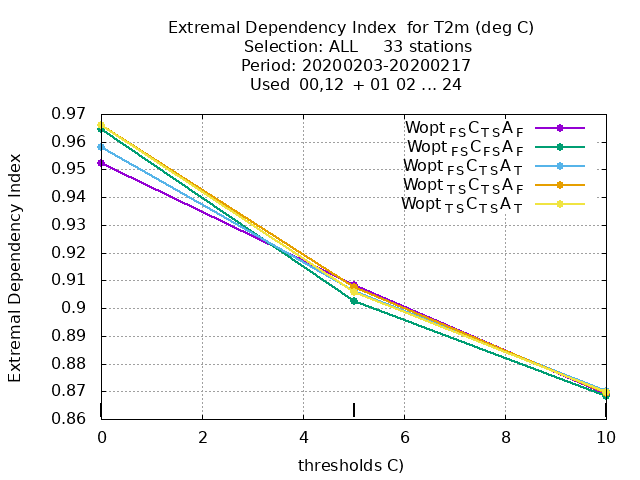 Extremal Dependency Index for T2m (deg C)
Selection: ALL 33 stations
Period: 20200203-20200217
Used 00,12 + 01 02 ... 24
Extremal Dependency Index
0.97
0.96
0.95
0.94
0.93
0.92
0.91
0.9
0.89
0.88
0.87
0.86
Wopt FS C TS A F
Wopt FS C FS A F
Wopt FS C TS A T
Wopt TS C TS A F
Wopt TS C TS A T
0 2 4 6 8 10
thresholds C)